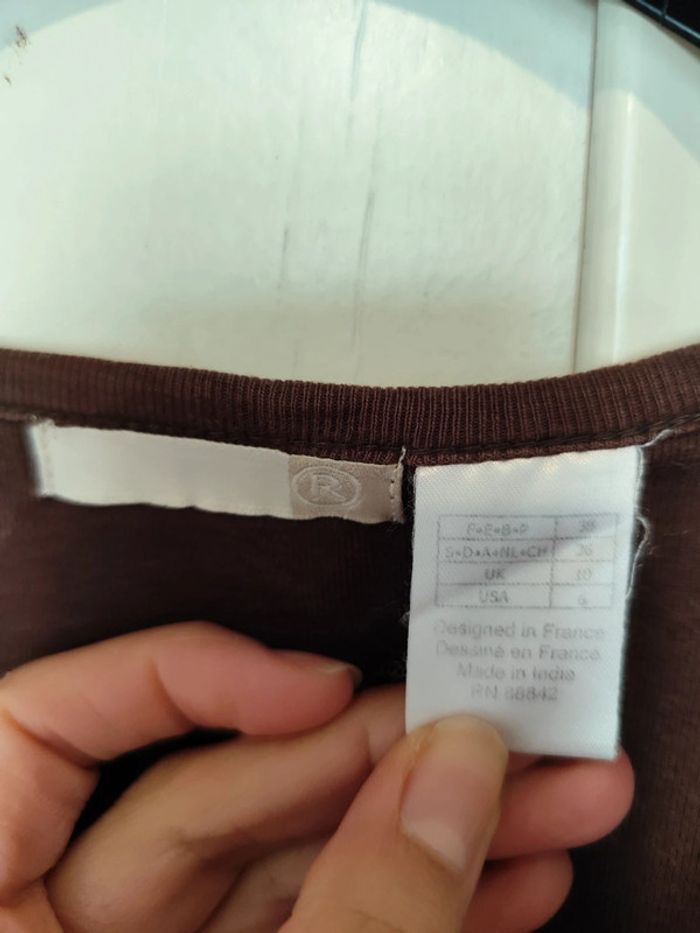 R
F•E•B•P 38
S•D•A•NL•CH 36
UK 10
USA 6
Designed in France
Dessiné en France
Made in India
RN 88842